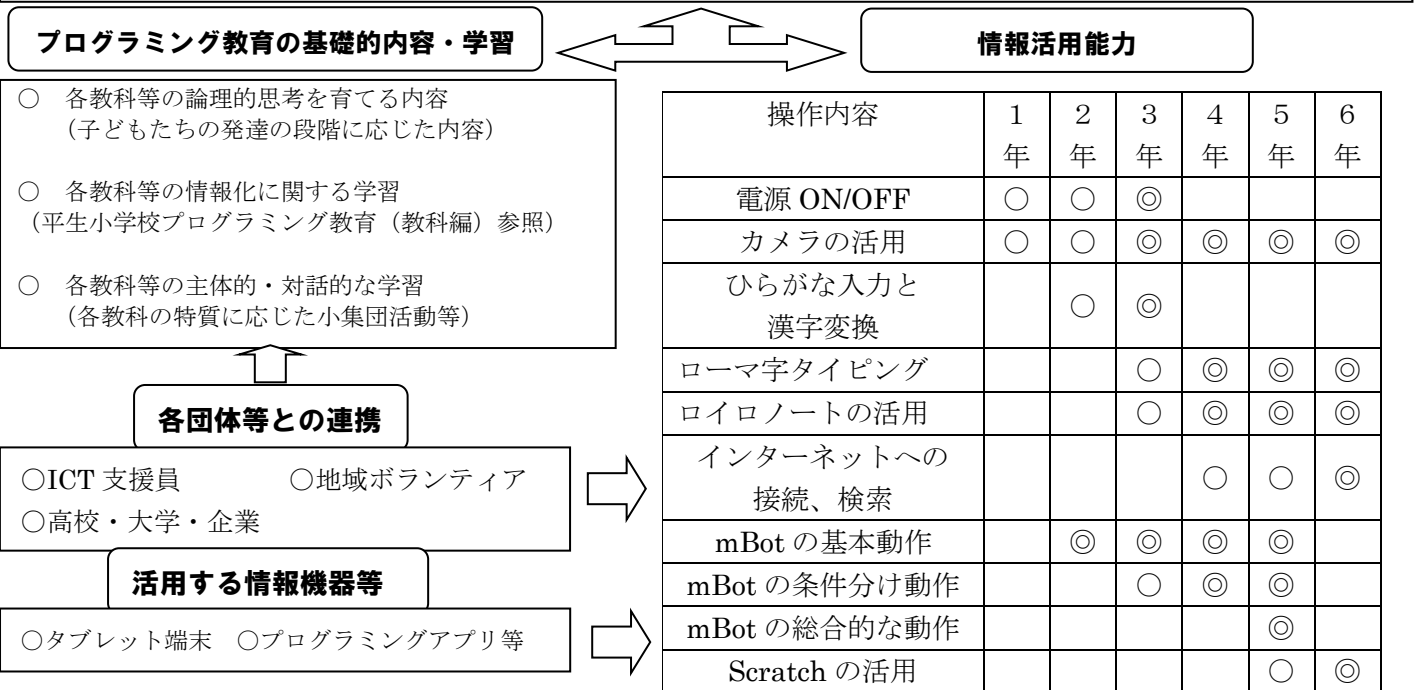 プログラミング教育の基礎的内容・学習
○　各教科等の論理的思考を育てる内容
（子どもたちの発達の段階に応じた内容）
○　各教科等の情報化に関する学習
（平生小学校プログラミング教育（教科編）参照）
○　各教科等の主体的・対話的な学習
（各教科の特質に応じた小集団活動等）
各団体等との連携
○ICT 支援員　○地域ボランティア
○高校・大学・企業
活用する情報機器等
○タブレット端末　○プログラミングアプリ等
情報活用能力
操作内容 1 2 3 4 5 6
年 年 年 年 年 年
電源 ON/OFF ○ ○ ◎
カメラの活用 ○ ○ ◎ ◎ ◎ ◎
ひらがな入力と
漢字変換 ○ ◎
ローマ字タイピング ○ ◎ ◎ ◎
ロイロノートの活用 ○ ◎ ◎ ◎
インターネットへの
接続、検索 ○ ○ ◎
mBot の基本動作 ◎ ◎ ◎ ◎
mBot の条件分け動作 ○ ◎ ◎
mBot の総合的な動作 ◎
Scratch の活用 ○ ◎